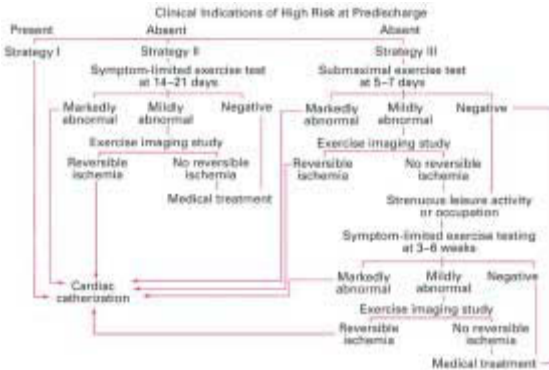 Clinical Indications of High Risk at Predischarge
Present
Absent
Absent
Strategy I
Strategy II
Strategy III
Symptom-limited exercise test
at 14–21 days
Submaximal exercise test
at 5–7 days
Markedly
abnormal
Mildly
abnormal
Negative
Markedly
abnormal
Mildly
abnormal
Negative
Exercise imaging study
Exercise imaging study
Reversible
ischemia
No reversible
ischemia
Reversible
ischemia
No reversible
ischemia
Medical treatment
Strenuous leisure activity
or occupation
Symptom-limited exercise testing
at 3–6 weeks
Cardiac
catherization
Markedly
abnormal
Mildly
abnormal
Negative
Exercise imaging study
Reversible
ischemia
No reversible
ischemia
Medical treatment